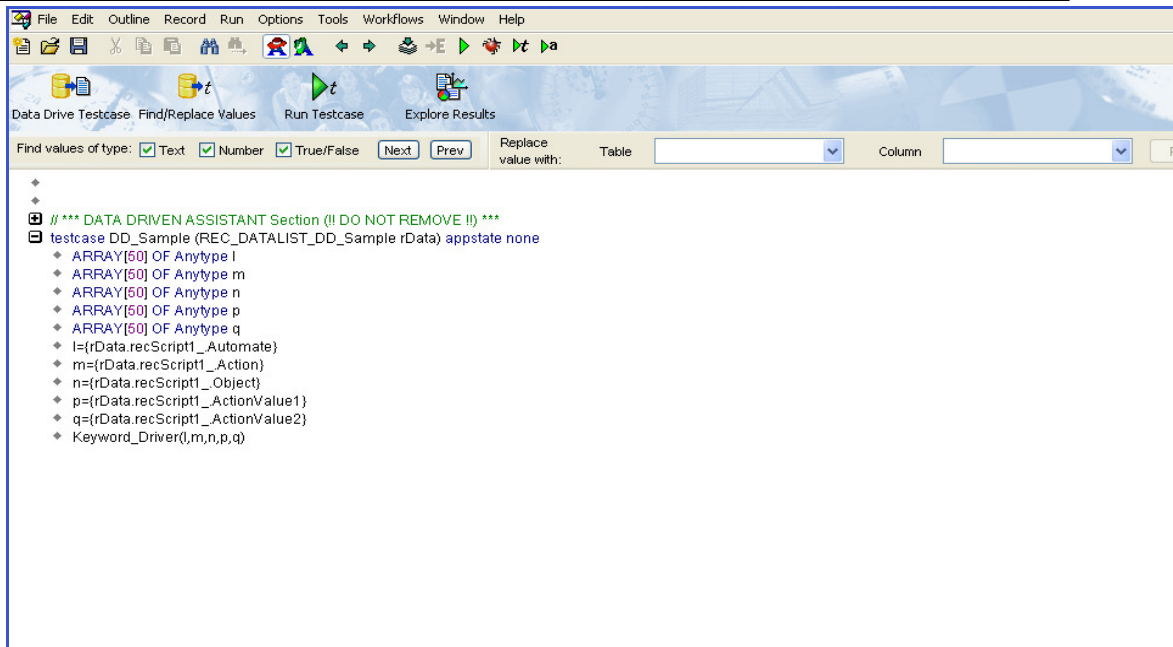 File Edit Outline Record Run Options Tools Workflows Window Help
Data Drive Testcase Find/Replace Values Run Testcase Explore Results
Find values of type: Text Number True/False Next Prev Replace value with: Table Column
// *** DATA DRIVEN ASSISTANT Section (!! DO NOT REMOVE !!) ***
testcase DD_Sample (REC_DATALIST_DD_Sample rData) appstate none
ARRAY[50] OF Anytype l
ARRAY[50] OF Anytype m
ARRAY[50] OF Anytype n
ARRAY[50] OF Anytype p
ARRAY[50] OF Anytype q
l={rData.recScript1_.Automate}
m={rData.recScript1_.Action}
n={rData.recScript1_.Object}
p={rData.recScript1_.ActionValue1}
q={rData.recScript1_.ActionValue2}
Keyword_Driver(l,m,n,p,q)